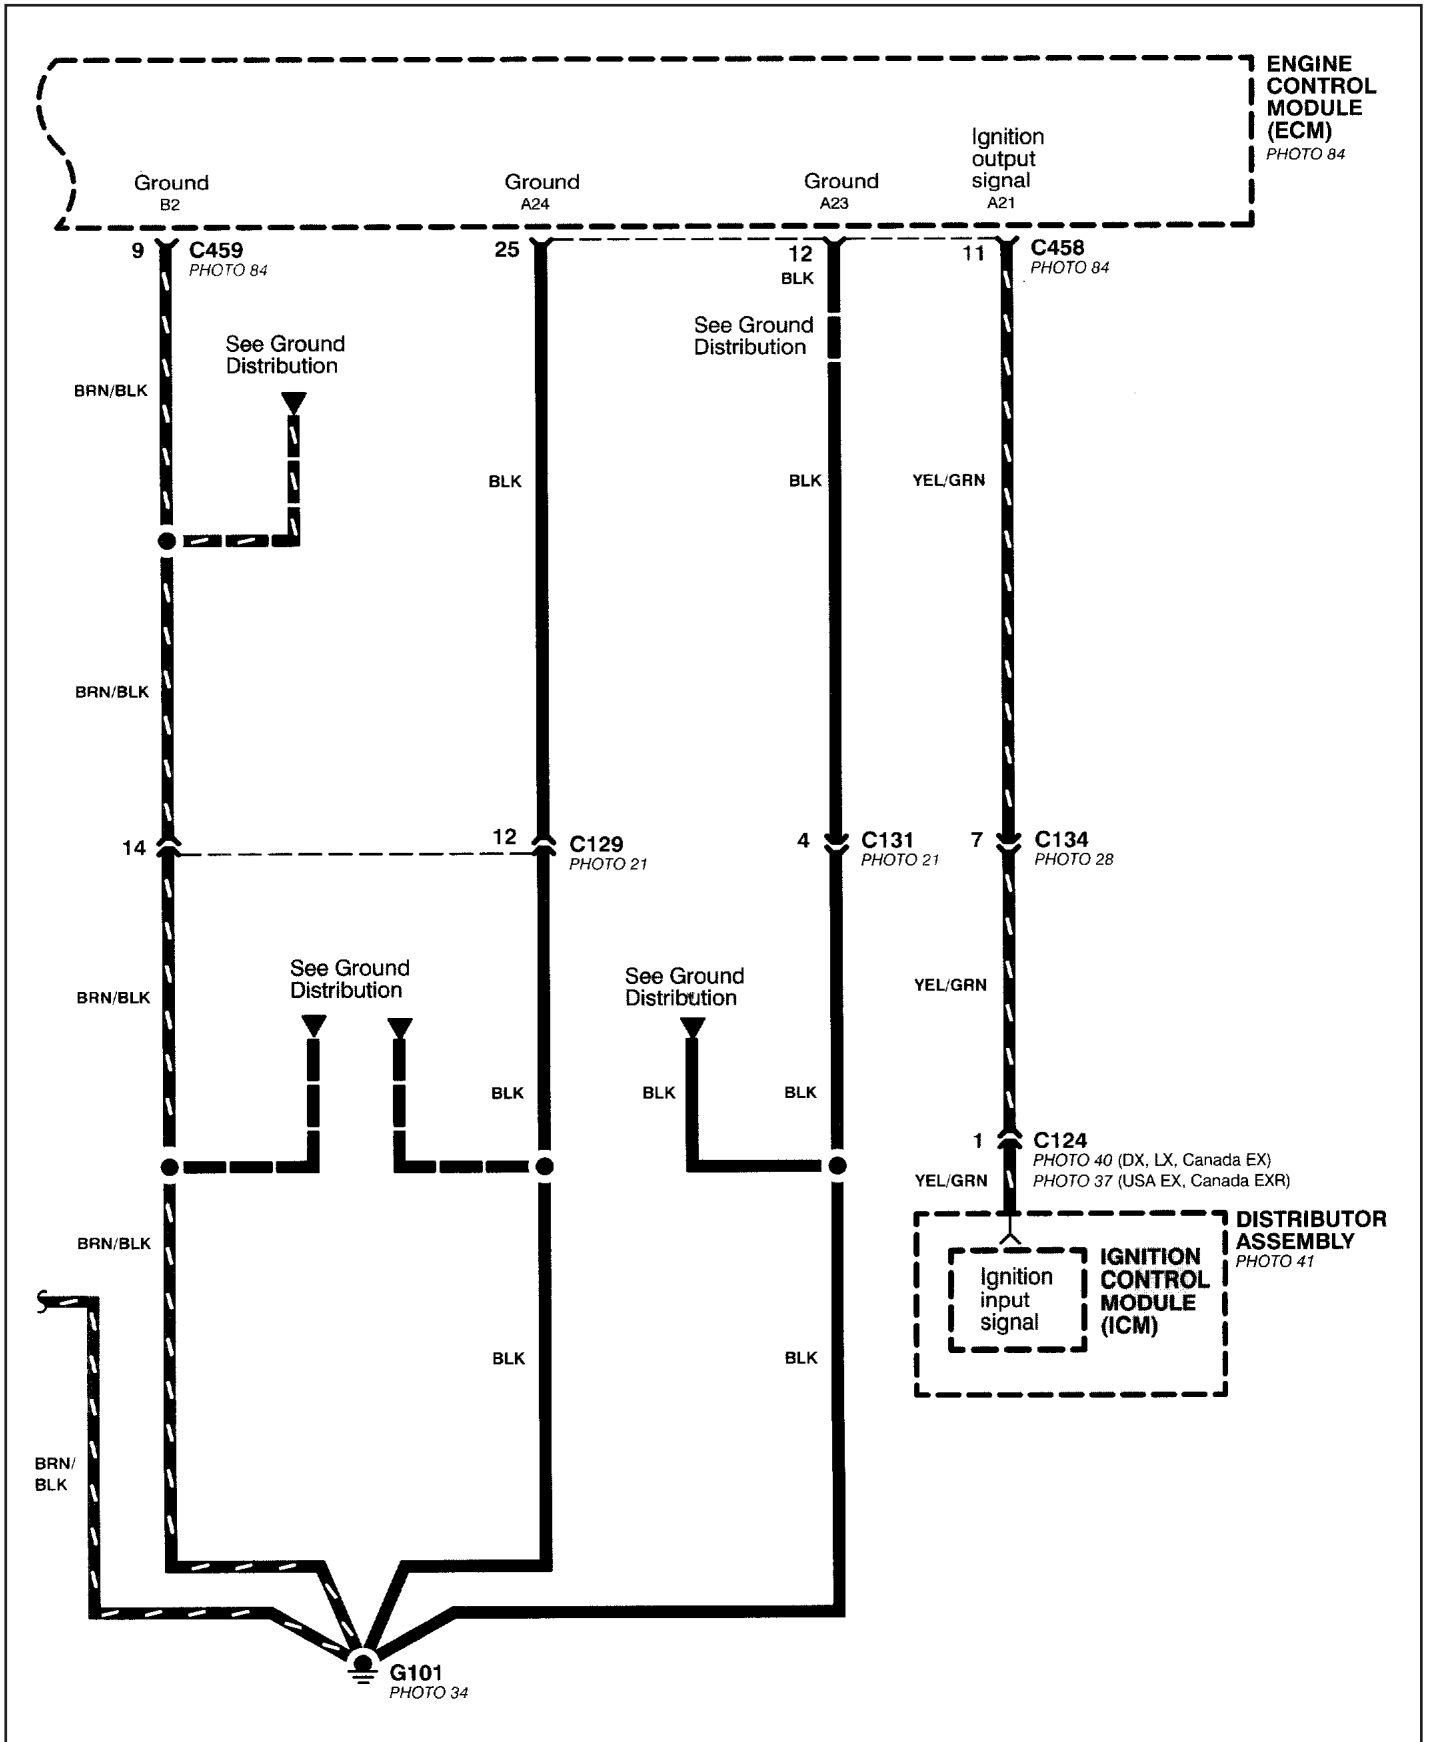 ENGINE
CONTROL
MODULE
(ECM)
PHOTO 84
Ignition
output
signal
A21
Ground
B2
Ground
A24
Ground
A23
9
C459
PHOTO 84
25
12
BLK
11
C458
PHOTO 84
See Ground
Distribution
See Ground
Distribution
BRN/BLK
BLK
BLK
YEL/GRN
BRN/BLK
14
12
C129
PHOTO 21
4
C131
PHOTO 21
7
C134
PHOTO 28
See Ground
Distribution
See Ground
Distribution
BRN/BLK
YEL/GRN
BLK
BLK
BLK
1
C124
PHOTO 40 (DX, LX, Canada EX)
PHOTO 37 (USA EX, Canada EXR)
YEL/GRN
DISTRIBUTOR
ASSEMBLY
PHOTO 41
IGNITION
CONTROL
MODULE
(ICM)
Ignition
input
signal
BRN/BLK
BLK
BLK
BRN/
BLK
G101
PHOTO 34